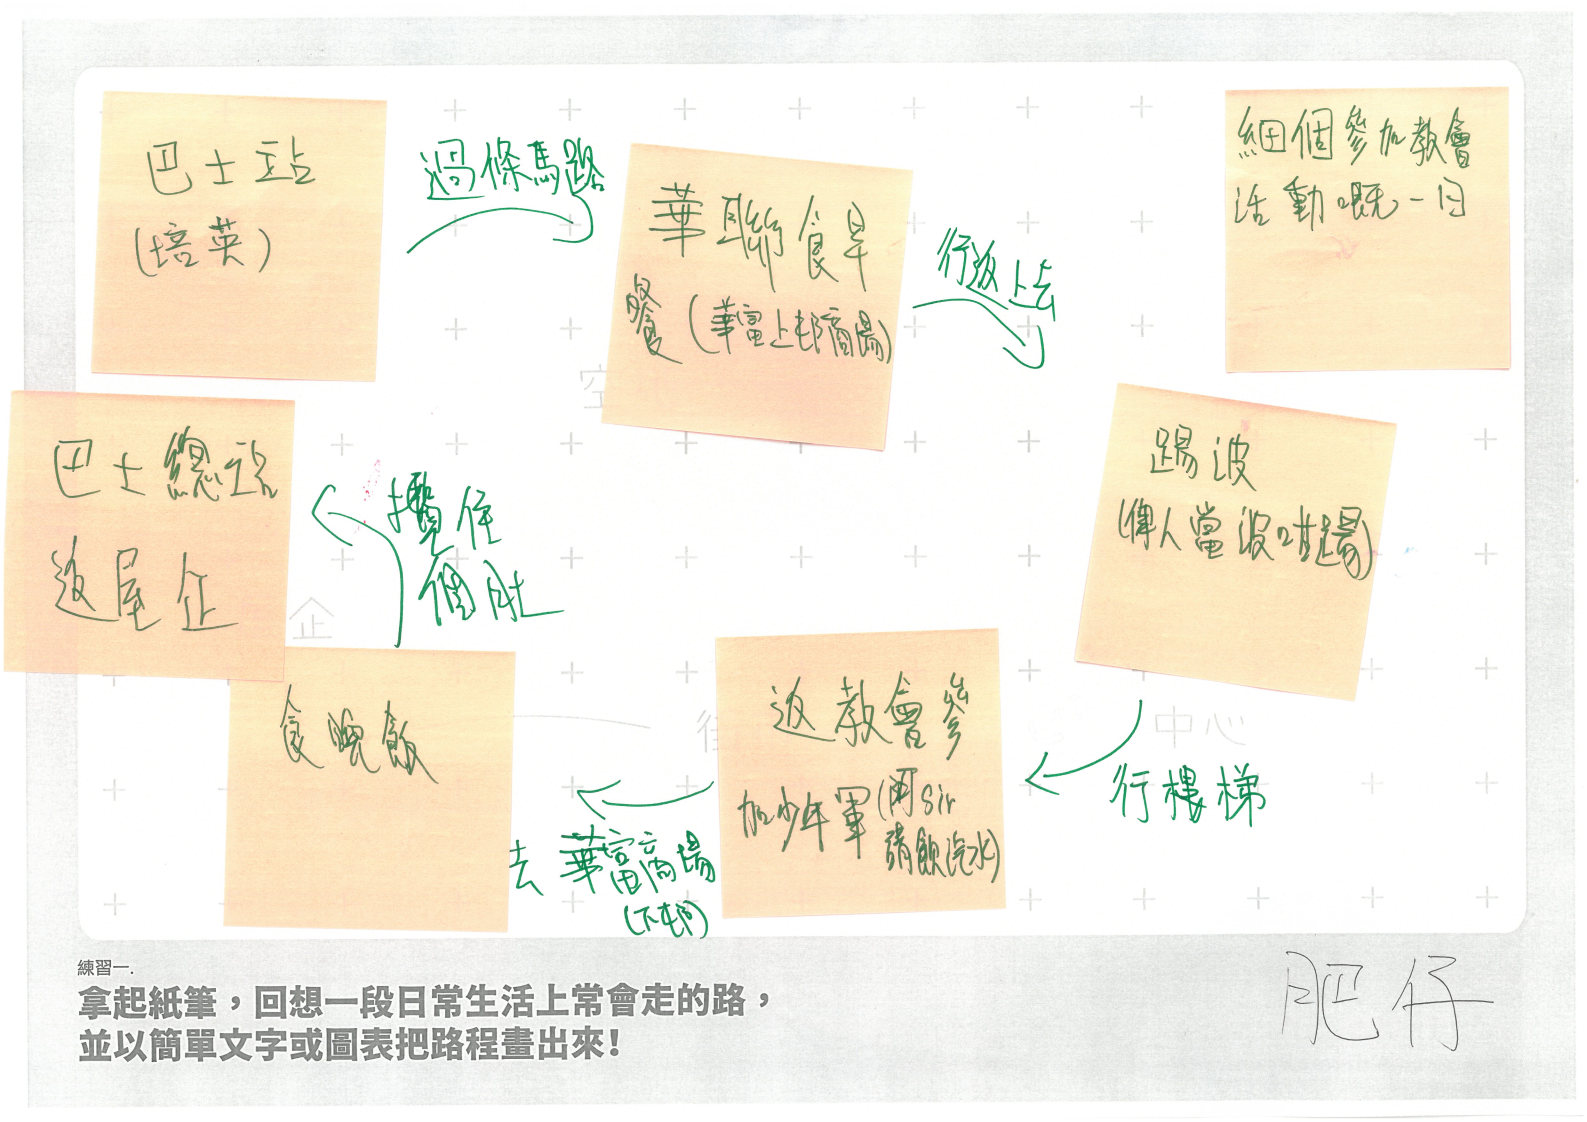 巴士站
(培英)
過條馬路
華聯食早
餐(華富上邨商場)
行返上去
細個參加教會
活動嘅一日
踢波
(俾人當波咁踢)
行樓梯
返教會參
加少年軍(阿sir
請飲汽水)
去華富商場
(下邨)
食晚飯
攬住
個肚
巴士總站
返屋企
空
企
中心
練習一.
拿起紙筆，回想一段日常生活上常會走的路，
並以簡單文字或圖表把路程畫出來！
肥仔